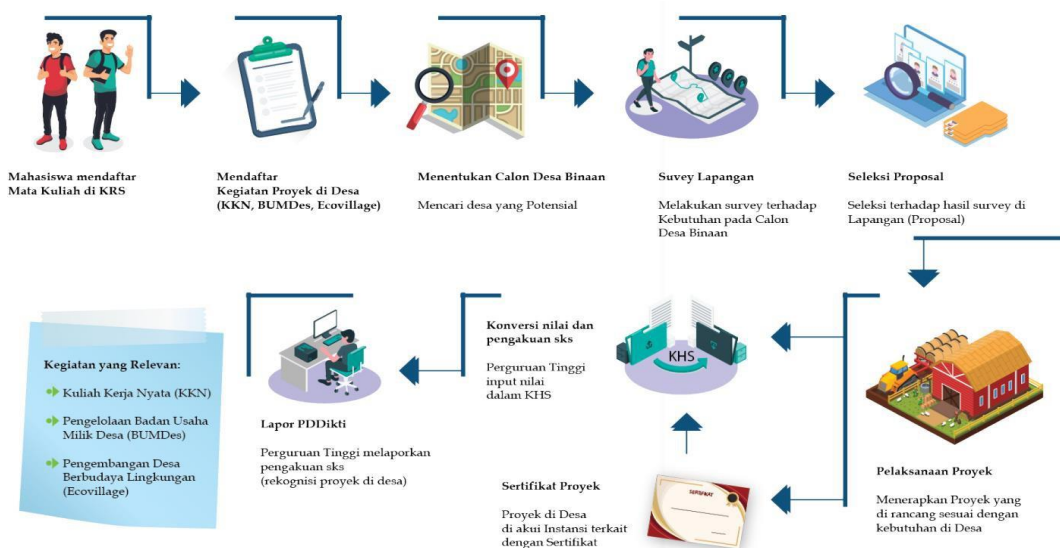 Mahasiswa mendaftar
Mata Kuliah di KRS
Mendaftar
Kegiatan Proyek di Desa
(KKN, BUMDes, Ecovillage)
Menentukan Calon Desa Binaan
Mencari desa yang Potensial
Suvey Lapangan
Melakukan survey terhadap
Kebutuhan pada Calon
Desa Binaan
Seleksi Proposal
Seleksi terhadap hasil survey di
Lapangan (Proposal)
Kegiatan yang Relevan:
Kuliah Kerja Nyata (KKN)
Pengelolaan Badan Usaha
Milik Desa (BUMDes)
Pengembangan Desa
Berbudaya Lingkungan
(Ecovillage)
Lapor PDDikti
Perguruan Tinggi melaporkan
pengakuan sks
(rekognisi proyek di desa)
Konversi nilai dan
pengakuan sks
Perguruan Tinggi
input nilai
dalam KHS
KHS
Sertifikat Proyek
Proyek di Desa
di akui Instansi terkait
dengan Sertifikat
SERTIFIKAT
Pelaksanaan Proyek
Menerapkan Proyek yang
di rancang sesuai dengan
kebutuhan di Desa